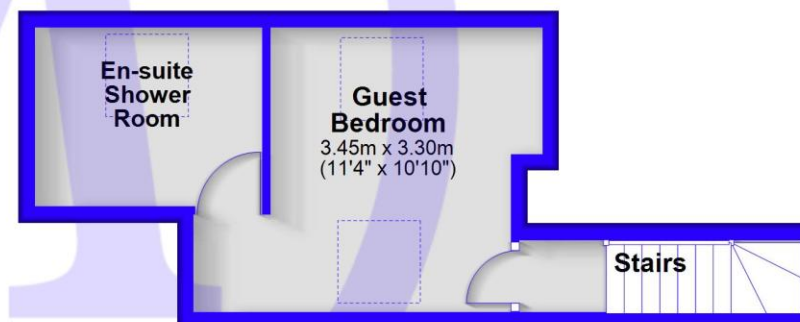 En-suite
Shower
Room
Guest
Bedroom
3.45m x 3.30m
(11'4" x 10'10")
Stairs